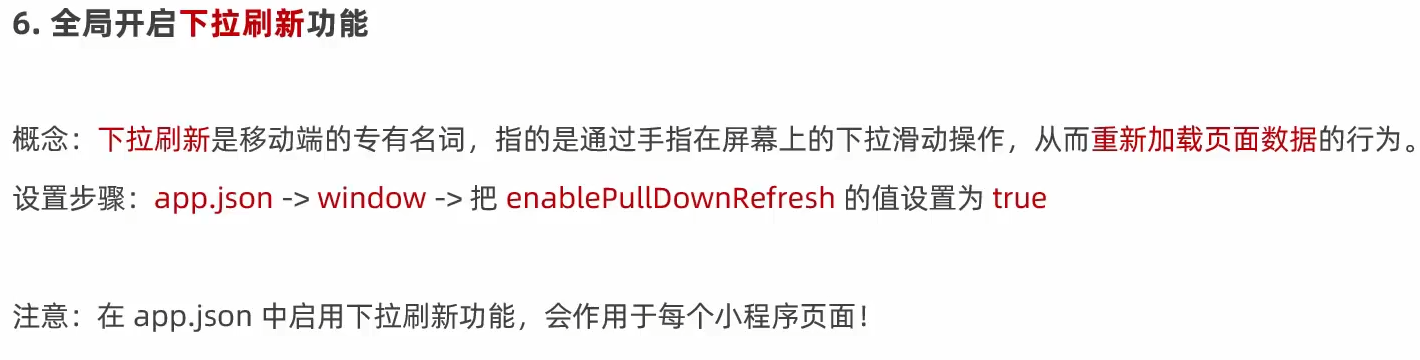 6. 全局开启下拉刷新功能
概念：下拉刷新是移动端的专有名词，指的是通过手指在屏幕上的下拉滑动操作，从而重新加载页面数据的行为。
设置步骤：app.json -> window -> 把 enablePullDownRefresh 的值设置为 true
注意：在 app.json 中启用下拉刷新功能，会作用于每个小程序页面！